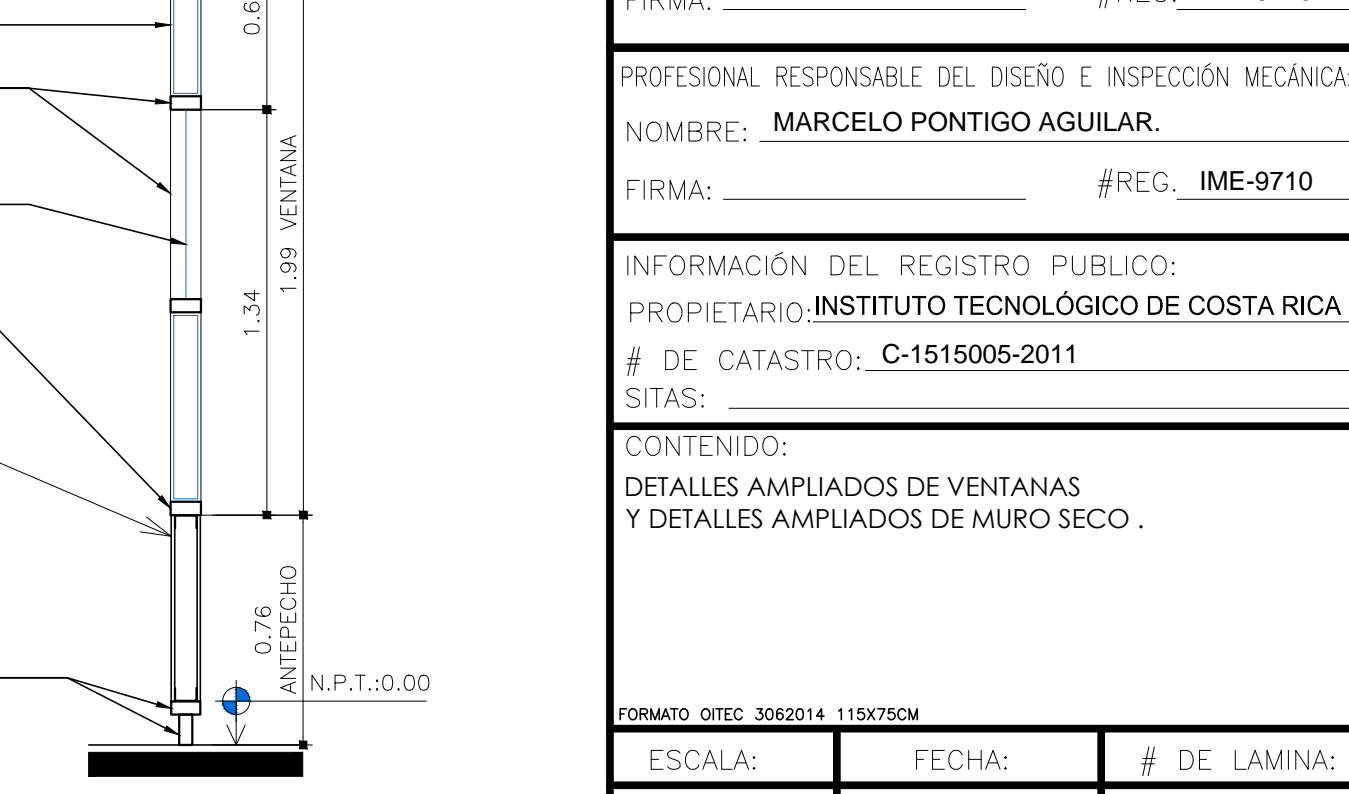 0.6
1.99 VENTANA
1.34
0.76
ANTEPECHO
N.P.T.:0.00
FIRMA:
PROFESIONAL RESPONSABLE DEL DISEÑO E INSPECCIÓN MECÁNICA:
NOMBRE: MARCELO PONTIGO AGUILAR.
FIRMA: #REG. IME-9710
INFORMACIÓN DEL REGISTRO PUBLICO:
PROPIETARIO: INSTITUTO TECNOLÓGICO DE COSTA RICA
# DE CATASTRO: C-1515005-2011
SITAS:
CONTENIDO:
DETALLES AMPLIADOS DE VENTANAS
Y DETALLES AMPLIADOS DE MURO SECO .
FORMATO OITEC 3062014 115X75CM
ESCALA: FECHA: # DE LAMINA: